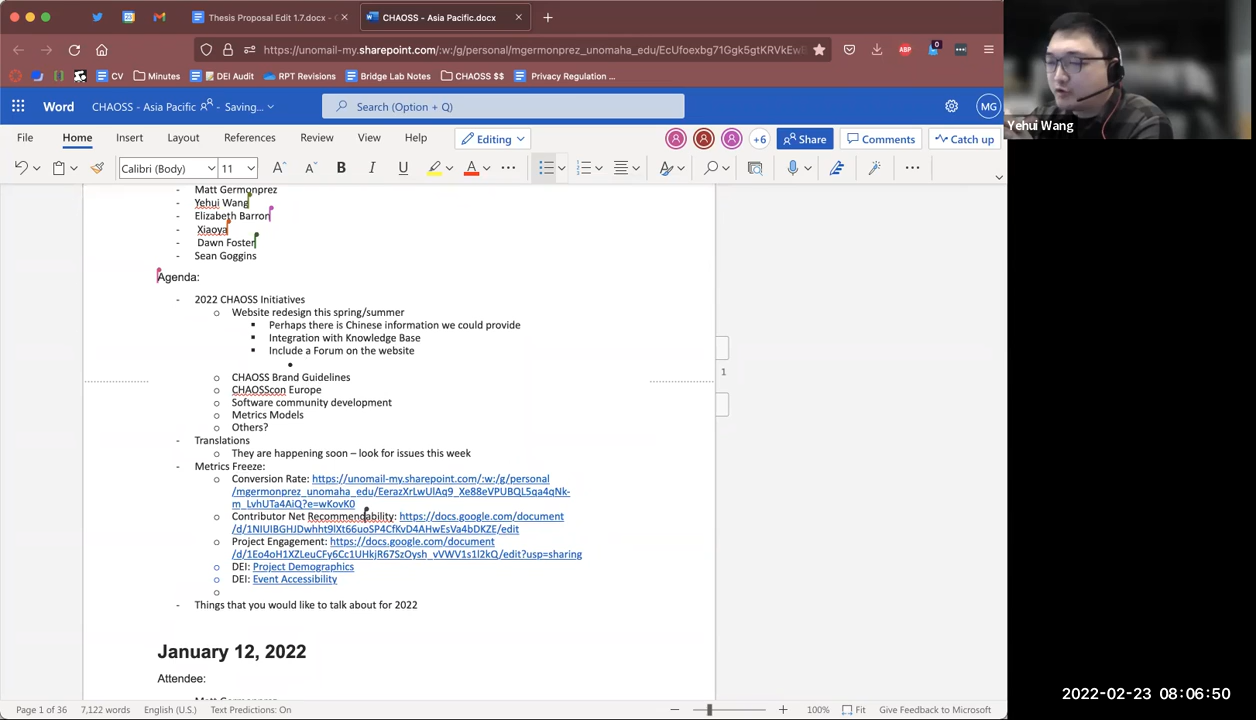 Thesis Proposal Edit 1.7.docx -
CHAOSS - Asia Pacific.docx
https://unomail-my.sharepoint.com/:w:/g/personal/mgermonprez_unomaha_edu/EcUfoexbg71Ggk5gtKRVkEwB
CV Minutes DEI Audit RPT Revisions Bridge Lab Notes CHAOSS $$ Privacy Regulation ...
Word CHAOSS - Asia Pacific - Saving... Search (Option + Q) MG
Yehui Wang
File Home Insert Layout References Review View Help Editing +6 Share Comments Catch up
Calibri (Body) 11 B I U A
- Matt Germonprez
- Yehui Wang
- Elizabeth Barron
- Xiaoya
- Dawn Foster
- Sean Goggins
Agenda:
- 2022 CHAOSS Initiatives
o Website redesign this spring/summer
▪ Perhaps there is Chinese information we could provide
▪ Integration with Knowledge Base
▪ Include a Forum on the website
•
o CHAOSS Brand Guidelines
o CHAOSScon Europe
o Software community development
o Metrics Models
o Others?
- Translations
o They are happening soon – look for issues this week
- Metrics Freeze:
o Conversion Rate: https://unomail-my.sharepoint.com/:w:/g/personal
/mgermonprez_unomaha_edu/EerazXrLwUlAq9_Xe88eVPUBQL5qa4qNk-
m_LvhUTa4AiQ?e=wKovK0
o Contributor Net Recommendability: https://docs.google.com/document
/d/1NIUIBGHJDwhht9lXt66uoSP4CfKvD4AHwEsVa4bDKZE/edit
o Project Engagement: https://docs.google.com/document
/d/1Eo4oH1XZLeuCFy6Cc1UHkjR67SzOysh_vVWV1s1l2kQ/edit?usp=sharing
o DEI: Project Demographics
o DEI: Event Accessibility
o
- Things that you would like to talk about for 2022
January 12, 2022
Attendee:
1
Page 1 of 36 7,122 words English (U.S.) Text Predictions: On 100% Fit Give Feedback to Microsoft
2022-02-23 08:06:50